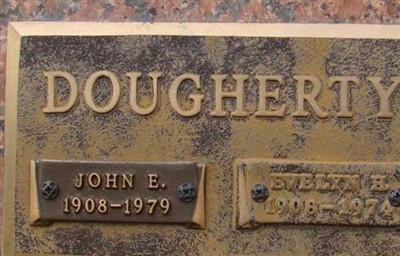 DOUGHERTY
JOHN E.
1908-1979
EVELYN H.
1908-1974